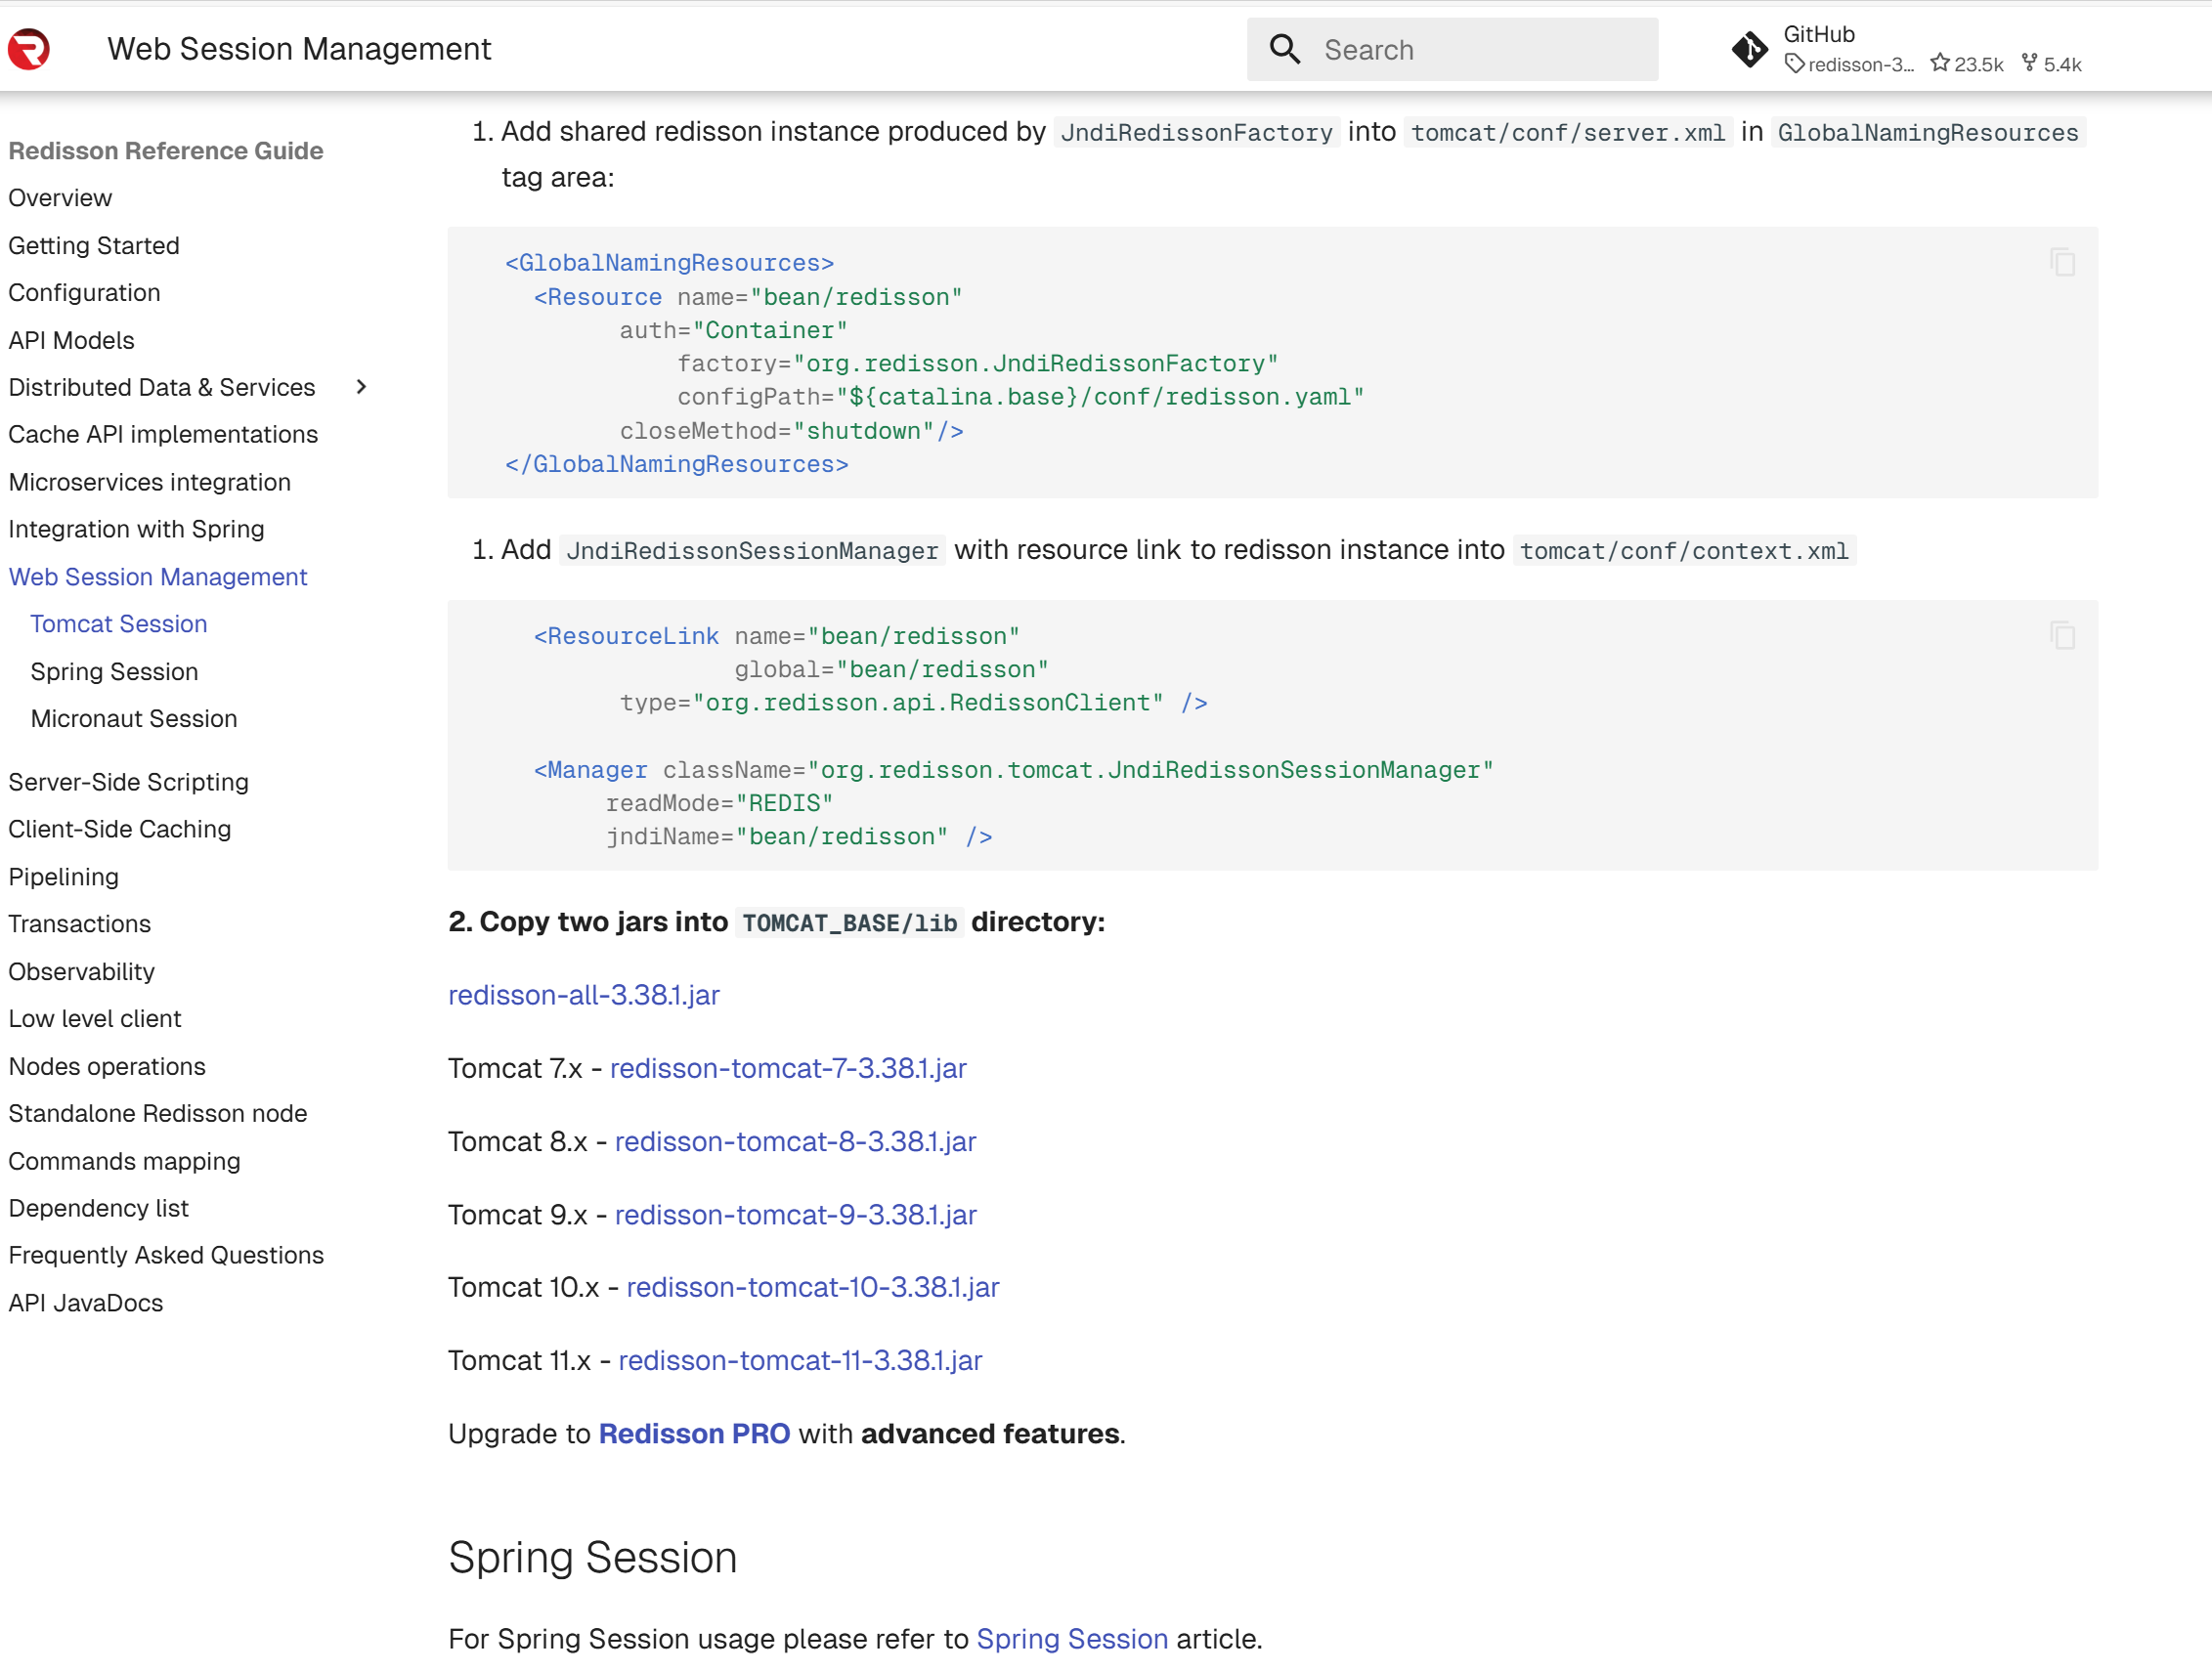 Web Session Management
Search
GitHub
redisson-3... 23.5k 5.4k
Redisson Reference Guide
Overview
Getting Started
Configuration
API Models
Distributed Data & Services
Cache API implementations
Microservices integration
Integration with Spring
Web Session Management
Tomcat Session
Spring Session
Micronaut Session
Server-Side Scripting
Client-Side Caching
Pipelining
Transactions
Observability
Low level client
Nodes operations
Standalone Redisson node
Commands mapping
Dependency list
Frequently Asked Questions
API JavaDocs
1. Add shared redisson instance produced by JndiRedissonFactory into tomcat/conf/server.xml in GlobalNamingResources
tag area:
<GlobalNamingResources>
<Resource name="bean/redisson"
auth="Container"
factory="org.redisson.JndiRedissonFactory"
configPath="${catalina.base}/conf/redisson.yaml"
closeMethod="shutdown"/>
</GlobalNamingResources>
1. Add JndiRedissonSessionManager with resource link to redisson instance into tomcat/conf/context.xml
<ResourceLink name="bean/redisson"
global="bean/redisson"
type="org.redisson.api.RedissonClient" />
<Manager className="org.redisson.tomcat.JndiRedissonSessionManager"
readMode="REDIS"
jndiName="bean/redisson" />
2. Copy two jars into TOMCAT_BASE/lib directory:
redisson-all-3.38.1.jar
Tomcat 7.x - redisson-tomcat-7-3.38.1.jar
Tomcat 8.x - redisson-tomcat-8-3.38.1.jar
Tomcat 9.x - redisson-tomcat-9-3.38.1.jar
Tomcat 10.x - redisson-tomcat-10-3.38.1.jar
Tomcat 11.x - redisson-tomcat-11-3.38.1.jar
Upgrade to Redisson PRO with advanced features.
Spring Session
For Spring Session usage please refer to Spring Session article.